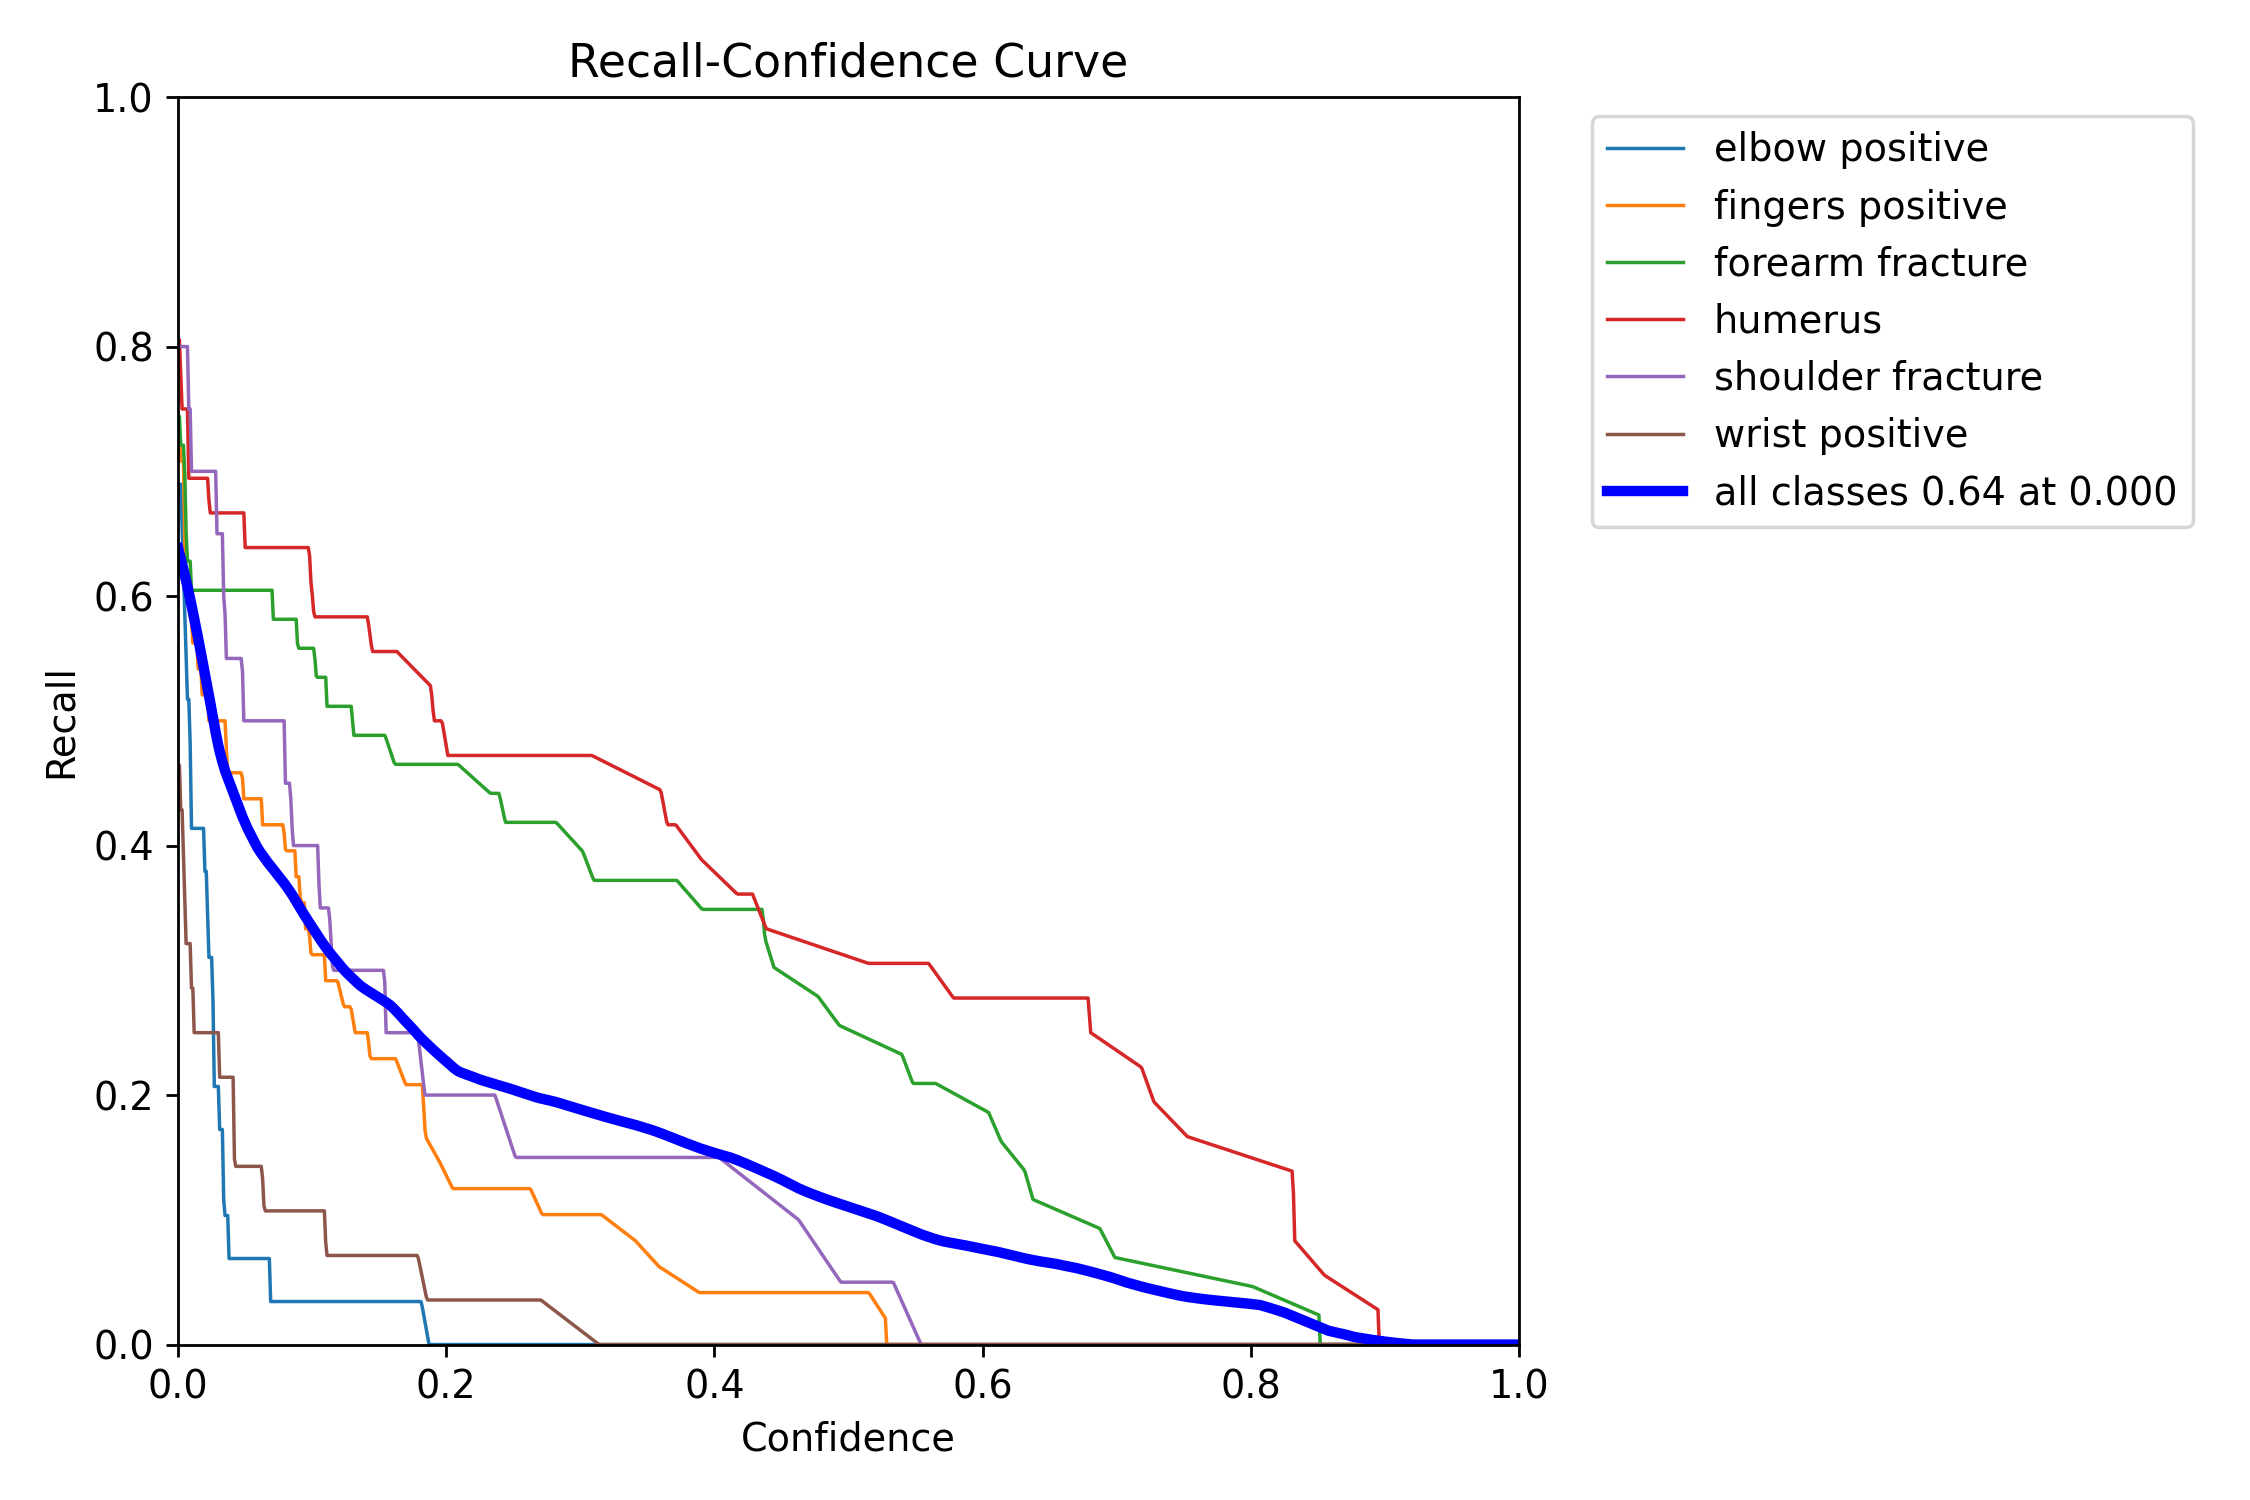 Recall-Confidence Curve
1.0
0.8
0.6
0.4
0.2
0.0
Recall
0.0 0.2 0.4 0.6 0.8 1.0
Confidence
elbow positive
fingers positive
forearm fracture
humerus
shoulder fracture
wrist positive
all classes 0.64 at 0.000